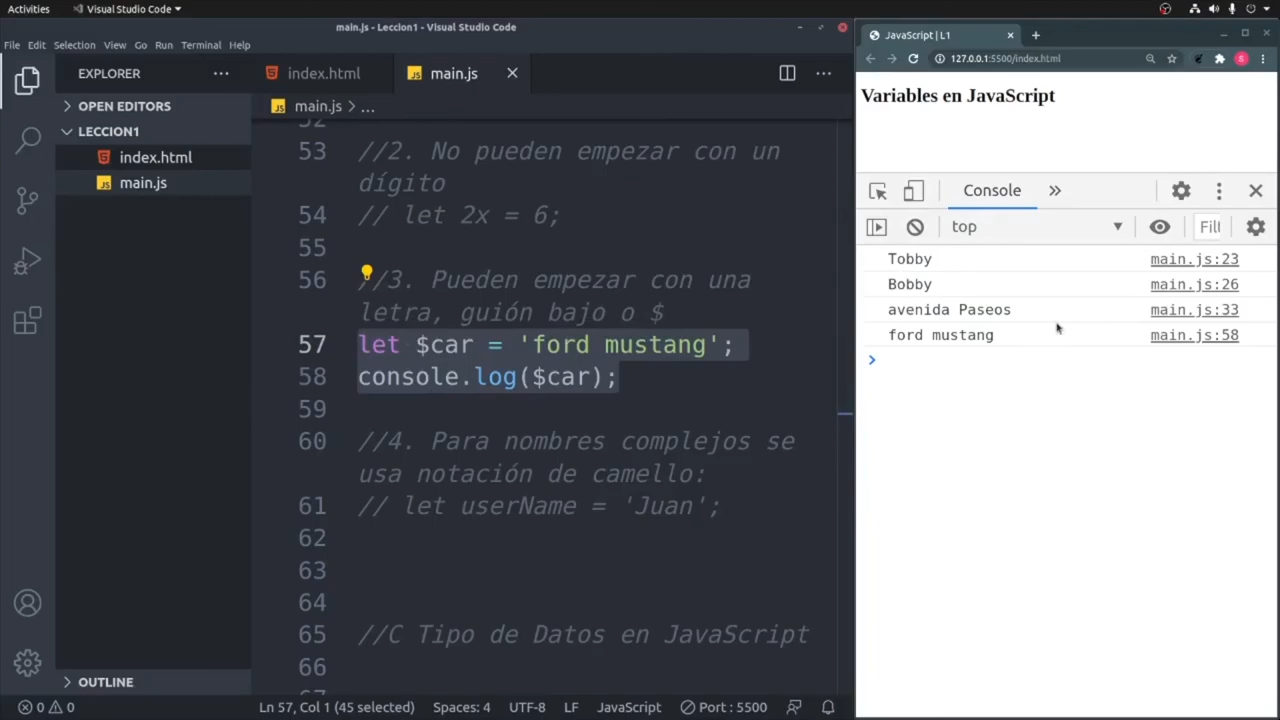 Activities
Visual Studio Code
main.js - Leccion1 - Visual Studio Code
File Edit Selection View Go Run Terminal Help
EXPLORER
OPEN EDITORS
LECCION1
index.html
main.js
OUTLINE
index.html
main.js
main.js > ...
53 //2. No pueden empezar con un
dígito
54 // let 2x = 6;
55
56 //3. Pueden empezar con una
letra, guión bajo o $
57 let $car = 'ford mustang';
58 console.log($car);
59
60 //4. Para nombres complejos se
usa notación de camello:
61 // let userName = 'Juan';
62
63
64
65 //C Tipo de Datos en JavaScript
66
0 0
Ln 57, Col 1 (45 selected) Spaces: 4 UTF-8 LF JavaScript Port : 5500
JavaScript | L1
127.0.0.1:5500/index.html
S
Variables en JavaScript
Console
top
Filt
Tobby main.js:23
Bobby main.js:26
avenida Paseos main.js:33
ford mustang main.js:58